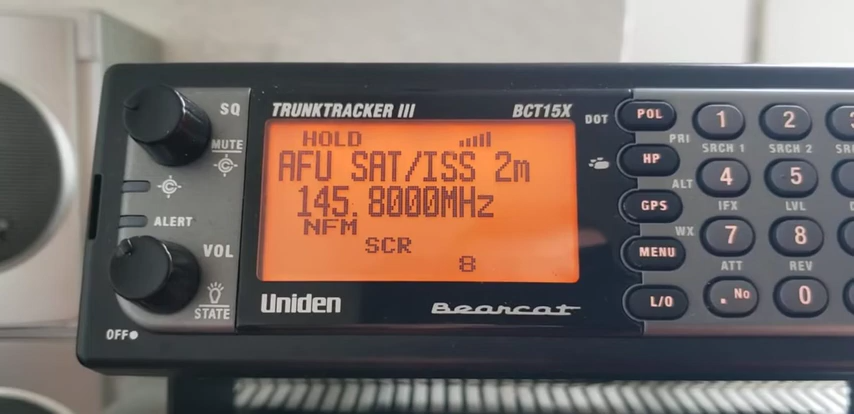 SQ
MUTE
ALERT
VOL
STATE
OFF
TRUNKTRACKER III BCT15X
HOLD
AFU SAT/ISS 2m
145.8000MHz
NFM
SCR
8
Uniden Bearcat
DOT POL PRI
HP ALT
GPS
WX
MENU
L/O
1 2 3
SRCH 1 SRCH 2 SR
4 5
IFX LVL
7 8
ATT REV
. No 0